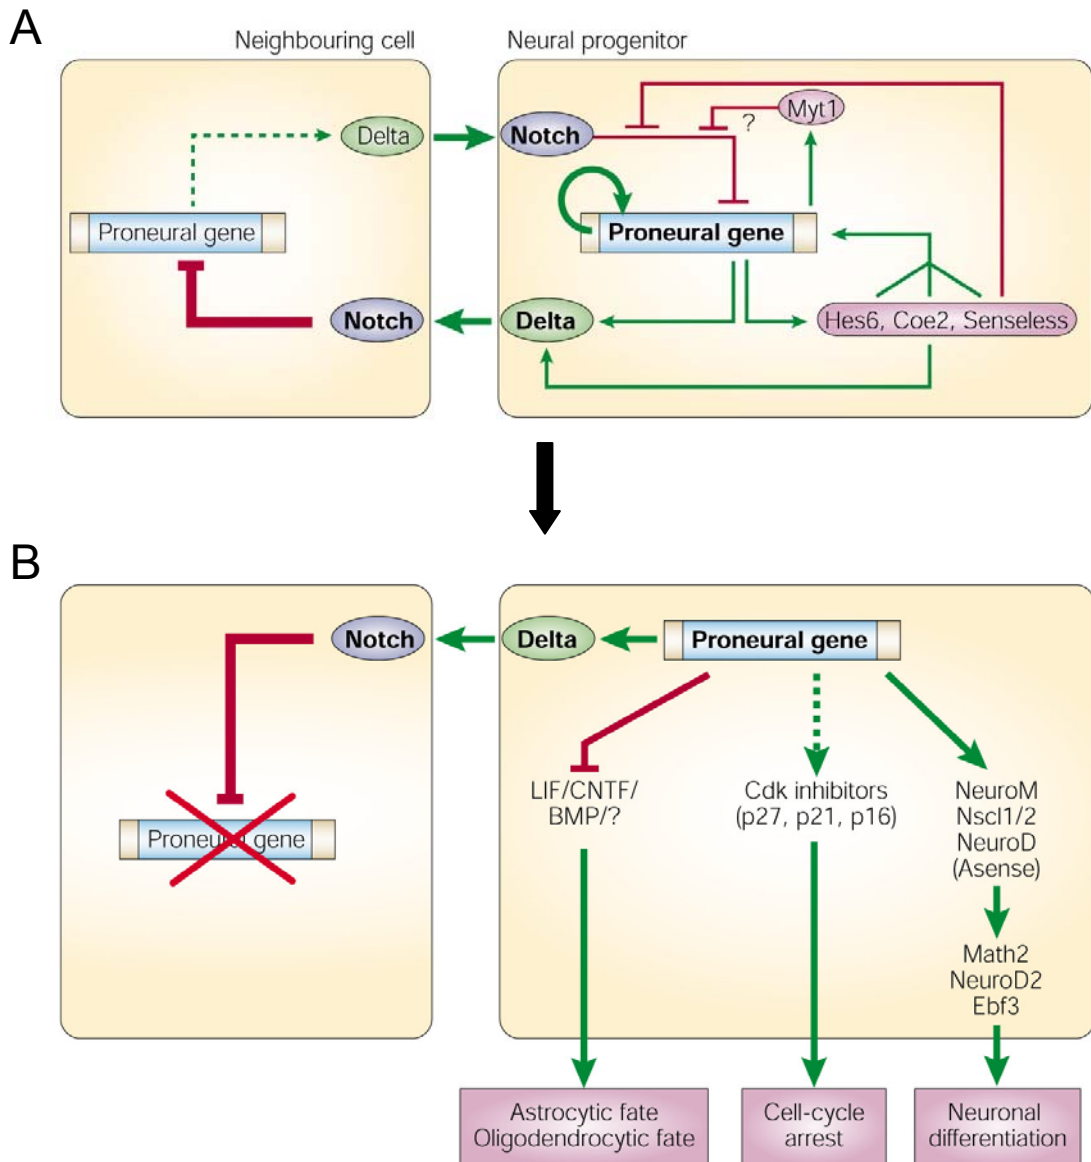 A
Neighbouring cell
Neural progenitor
Delta
Notch
Myt1
?
Proneural gene
Proneural gene
Notch
Delta
Hes6, Coe2, Senseless
B
Notch
Delta
Proneural gene
LIF/CNTF/
BMP/?
Cdk inhibitors
(p27, p21, p16)
NeuroM
Nscl1/2
NeuroD
(Asense)
Proneural gene
Math2
NeuroD2
Ebf3
Astrocytic fate
Oligodendrocytic fate
Cell-cycle
arrest
Neuronal
differentiation